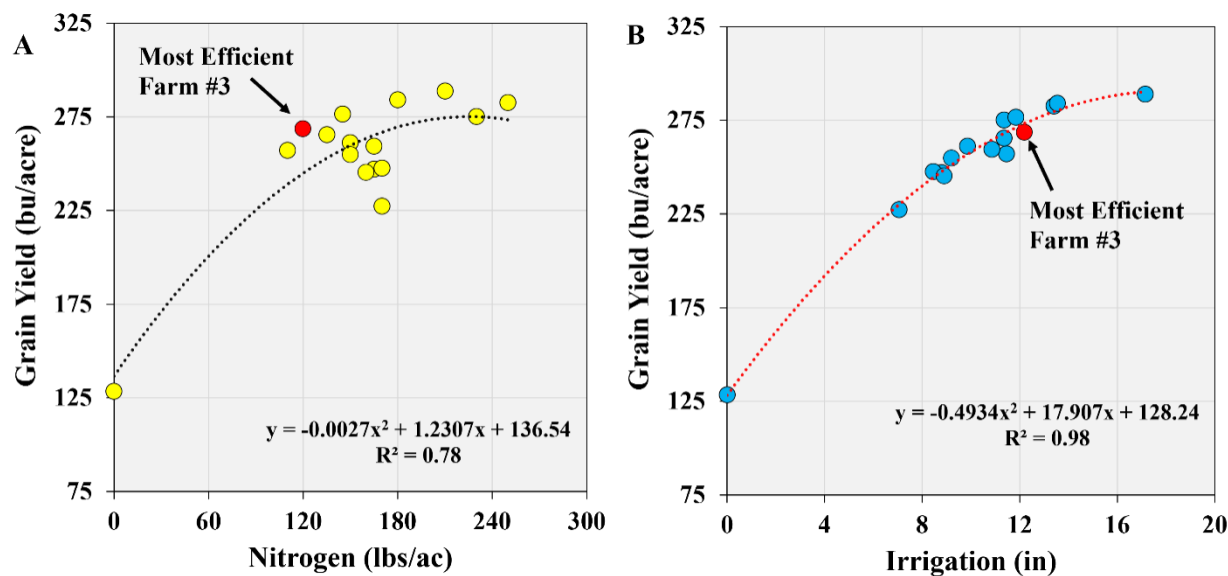 A
Most Efficient
Farm #3
Grain Yield (bu/acre)
325
275
225
175
125
75
y = -0.0027x² + 1.2307x + 136.54
R² = 0.78
0 60 120 180 240 300
Nitrogen (lbs/ac)
B
Grain Yield (bu/acre)
325
275
225
175
125
75
Most Efficient
Farm #3
y = -0.4934x² + 17.907x + 128.24
R² = 0.98
0 4 8 12 16 20
Irrigation (in)